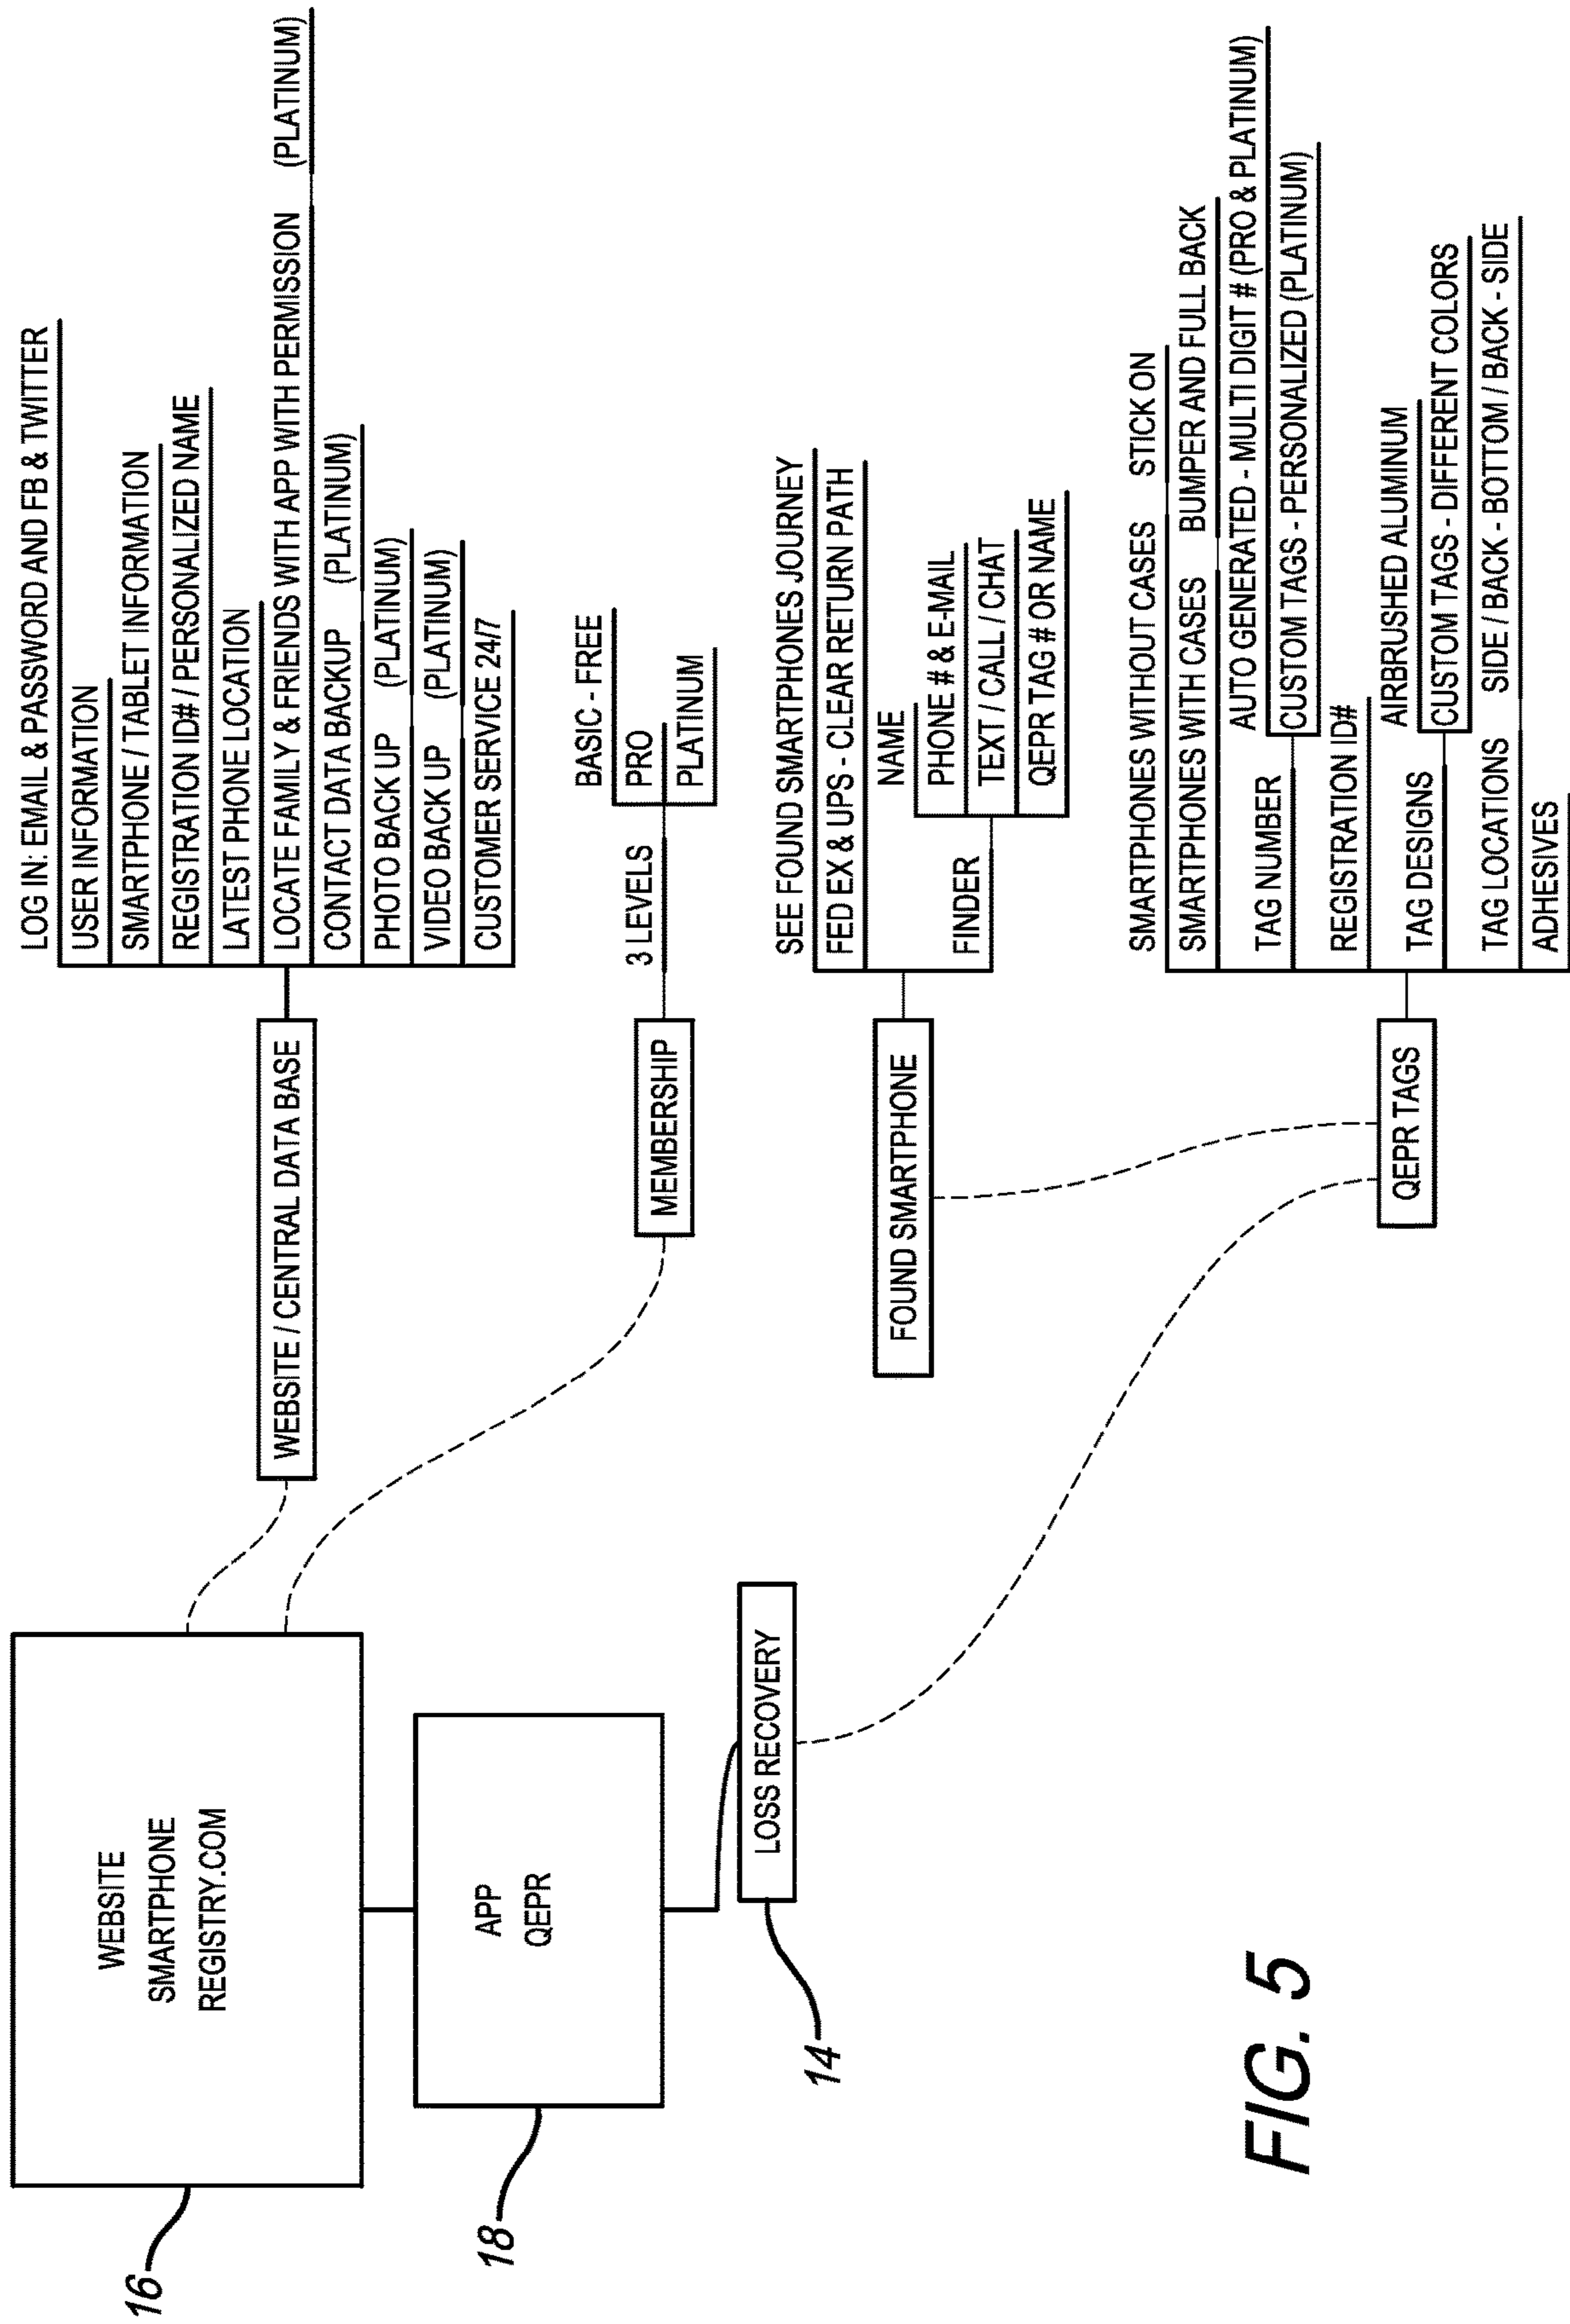 WEBSITE
SMARTPHONE
REGISTRY.COM
16
APP
QEPR
18
LOSS RECOVERY
14
WEBSITE / CENTRAL DATA BASE
LOG IN: EMAIL & PASSWORD AND FB & TWITTER
USER INFORMATION
SMARTPHONE / TABLET INFORMATION
REGISTRATION ID# / PERSONALIZED NAME
LATEST PHONE LOCATION
LOCATE FAMILY & FRIENDS WITH APP WITH PERMISSION (PLATINUM)
CONTACT DATA BACKUP (PLATINUM)
PHOTO BACK UP (PLATINUM)
VIDEO BACK UP (PLATINUM)
CUSTOMER SERVICE 24/7
MEMBERSHIP
3 LEVELS
BASIC - FREE
PRO
PLATINUM
FOUND SMARTPHONE
SEE FOUND SMARTPHONES JOURNEY
FED EX & UPS - CLEAR RETURN PATH
FINDER
NAME
PHONE # & E-MAIL
TEXT / CALL / CHAT
QEPR TAG # OR NAME
QEPR TAGS
SMARTPHONES WITHOUT CASES STICK ON
SMARTPHONES WITH CASES BUMPER AND FULL BACK
TAG NUMBER
AUTO GENERATED - MULTI DIGIT # (PRO & PLATINUM)
CUSTOM TAGS - PERSONALIZED (PLATINUM)
REGISTRATION ID#
TAG DESIGNS
AIRBRUSHED ALUMINUM
CUSTOM TAGS - DIFFERENT COLORS
TAG LOCATIONS SIDE / BACK - BOTTOM / BACK - SIDE
ADHESIVES
FIG. 5